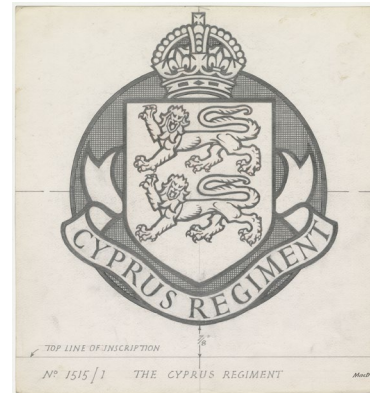 CYPRUS REGIMENT
TOP LINE OF INSCRIPTION
Nº 1515/1 THE CYPRUS REGIMENT